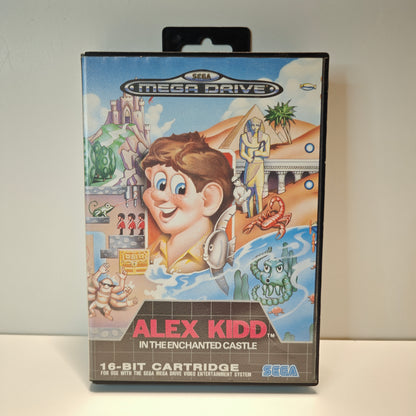 SEGA
MEGA DRIVE
ALEX KIDD™
IN THE ENCHANTED CASTLE
16-BIT CARTRIDGE
FOR USE WITH THE SEGA MEGA DRIVE VIDEO ENTERTAINMENT SYSTEM
SEGA